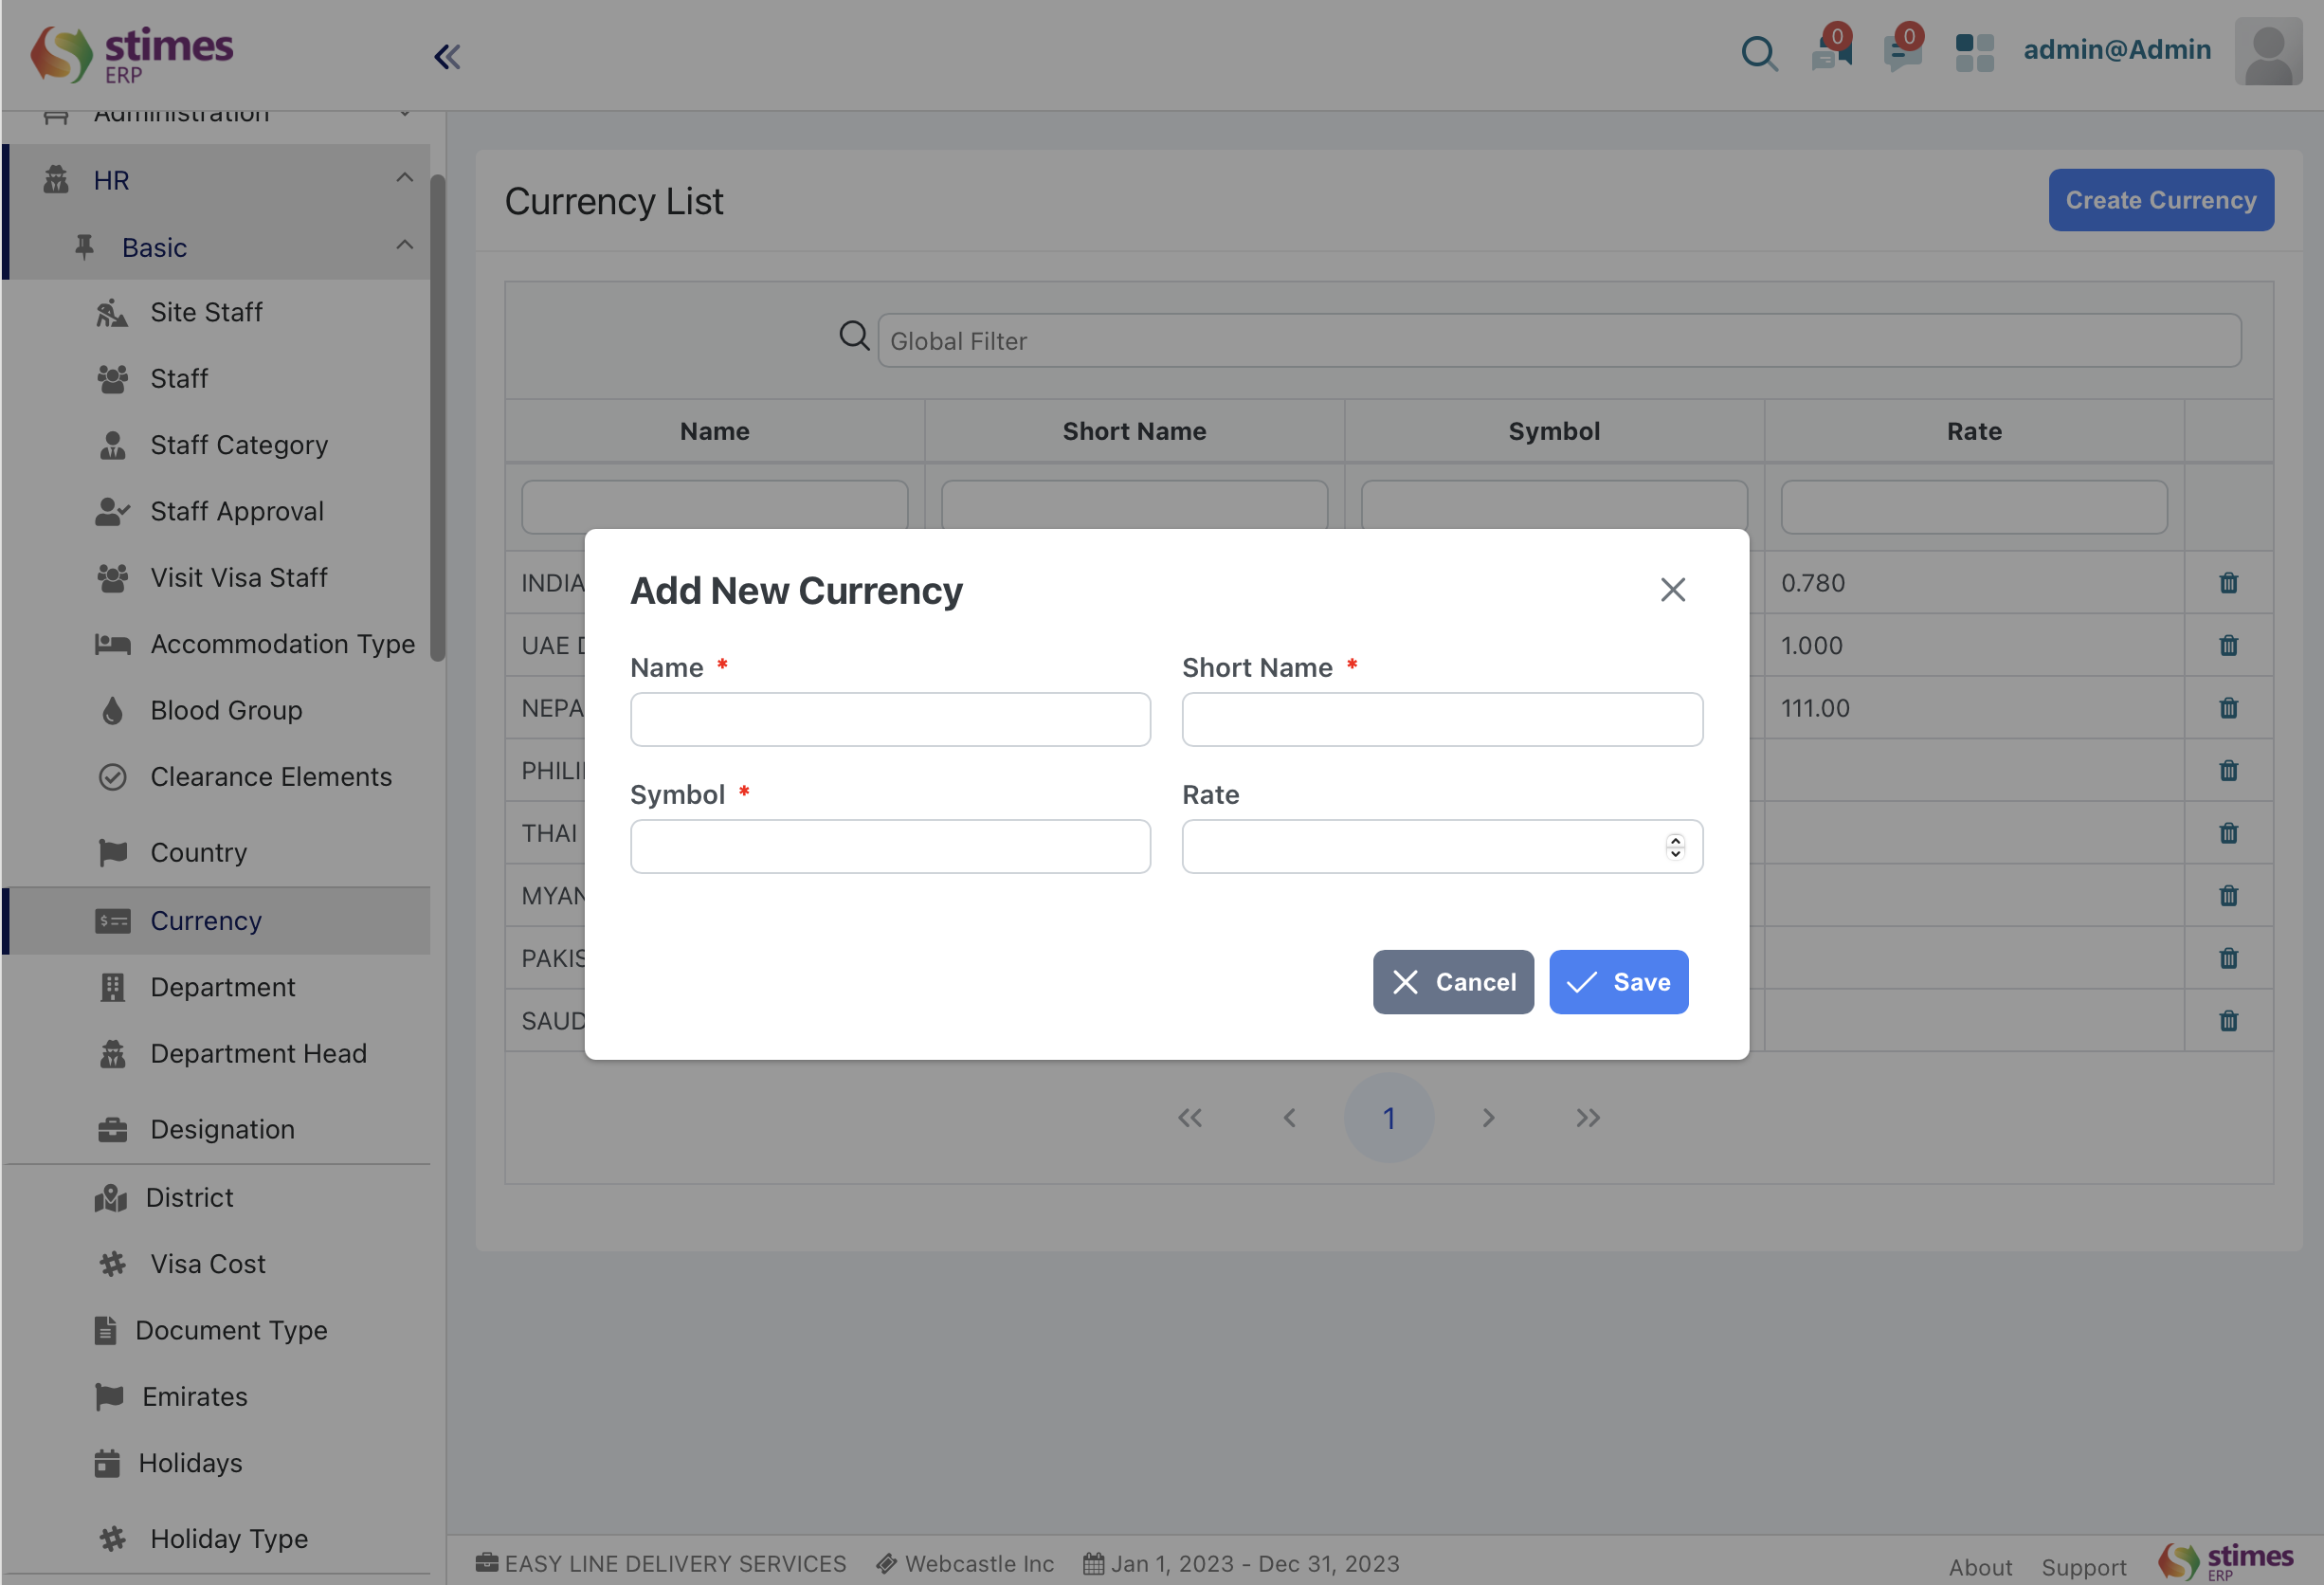 stimes
ERP
0
0
admin@Admin
Administration
HR
Basic
Site Staff
Staff
Staff Category
Staff Approval
Visit Visa Staff
Accommodation Type
Blood Group
Clearance Elements
Country
Currency
Department
Department Head
Designation
District
Visa Cost
Document Type
Emirates
Holidays
Holiday Type
Currency List
Create Currency
Global Filter
Name Short Name Symbol Rate
INDIA 0.780
UAE 1.000
NEPA 111.00
THAI
MYAN
PAKIS
SAUD
Add New Currency
Name *
Short Name *
Symbol *
Rate
Cancel
Save
1
EASY LINE DELIVERY SERVICES Webcastle Inc Jan 1, 2023 - Dec 31, 2023
About Support stimes
ERP